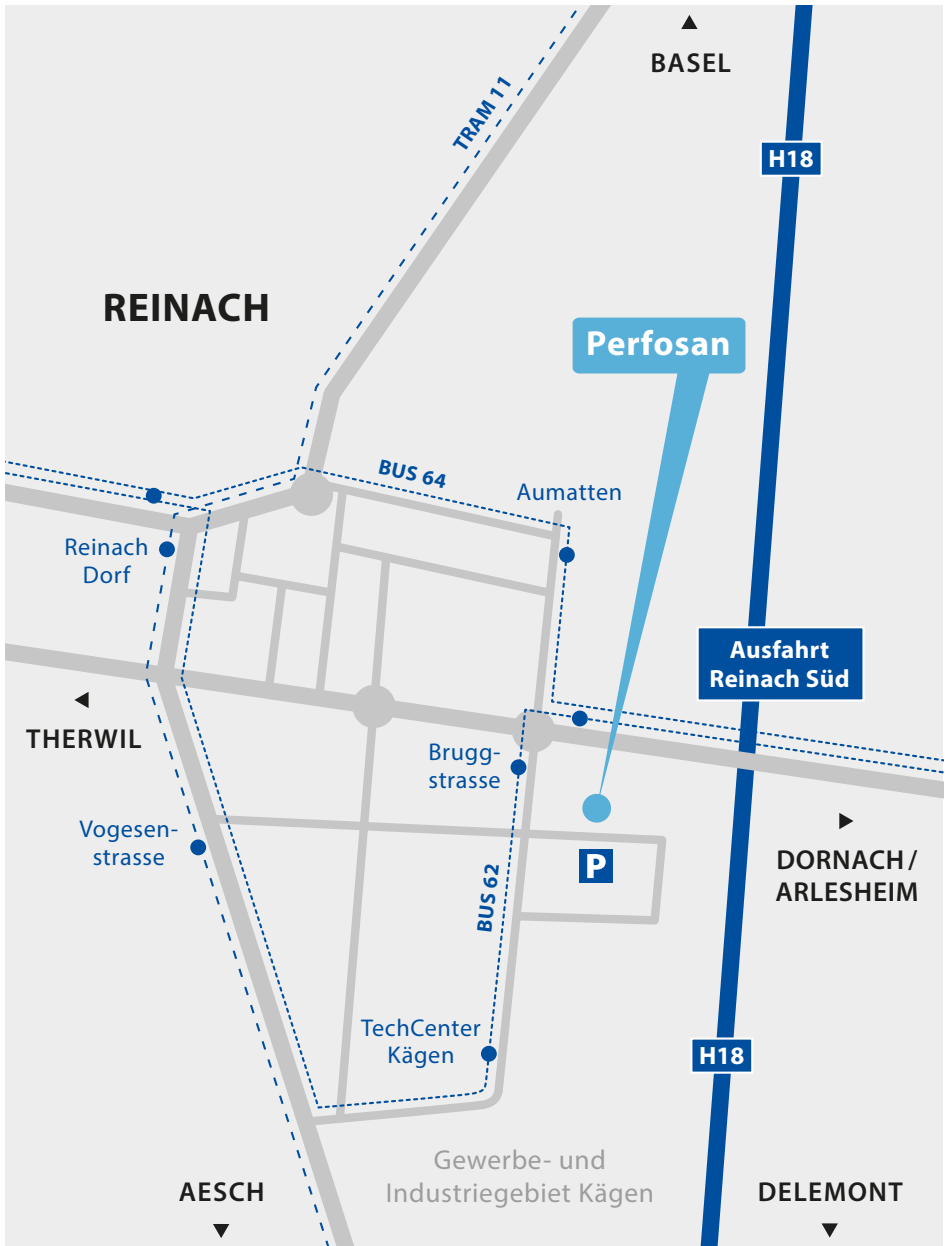 BASEL
TRAM 11
H18
REINACH
Perfosan
BUS 64
Aumatten
Reinach
Dorf
Ausfahrt
Reinach Süd
THERWIL
Brugg-
strasse
Vogesen-
strasse
P
DORNACH /
ARLESHEIM
BUS 62
TechCenter
Kägen
H18
Gewerbe- und
Industriegebiet Kägen
AESCH
DELEMONT